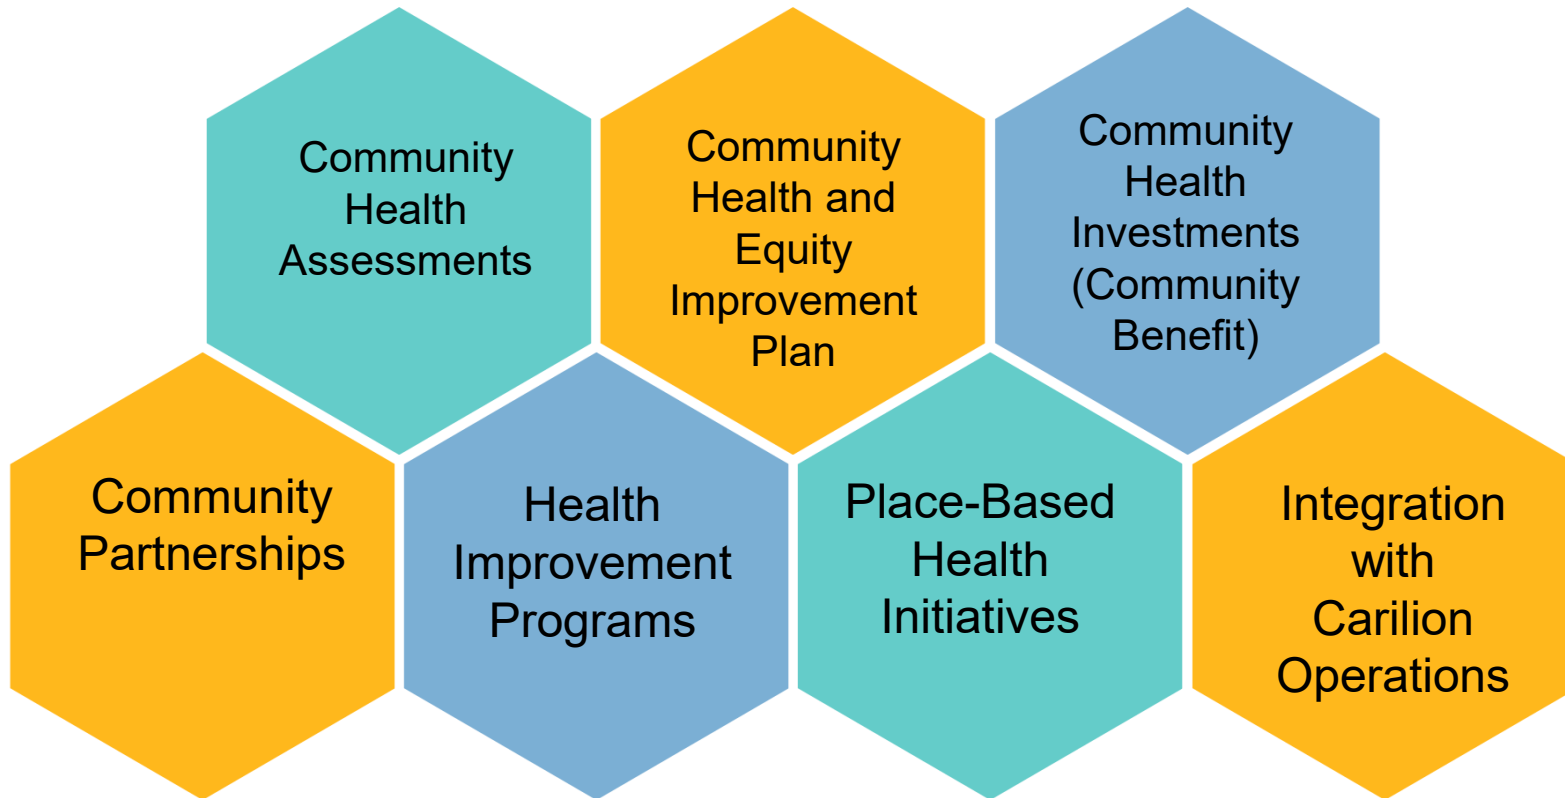 Community
Health
Assessments
Community
Health and
Equity
Improvement
Plan
Community
Health
Investments
(Community
Benefit)
Community
Partnerships
Health
Improvement
Programs
Place-Based
Health
Initiatives
Integration
with
Carilion
Operations